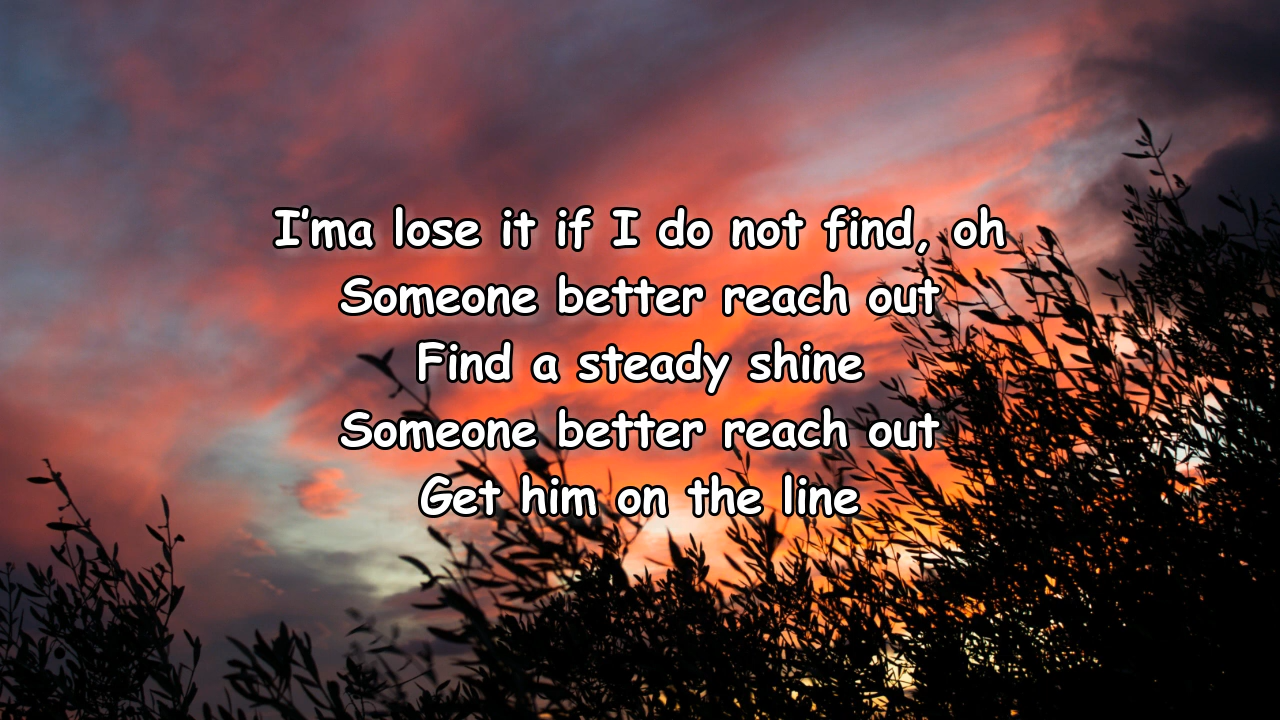 I'ma lose it if I do not find, oh
Someone better reach out
Find a steady shine
Someone better reach out
Get him on the line